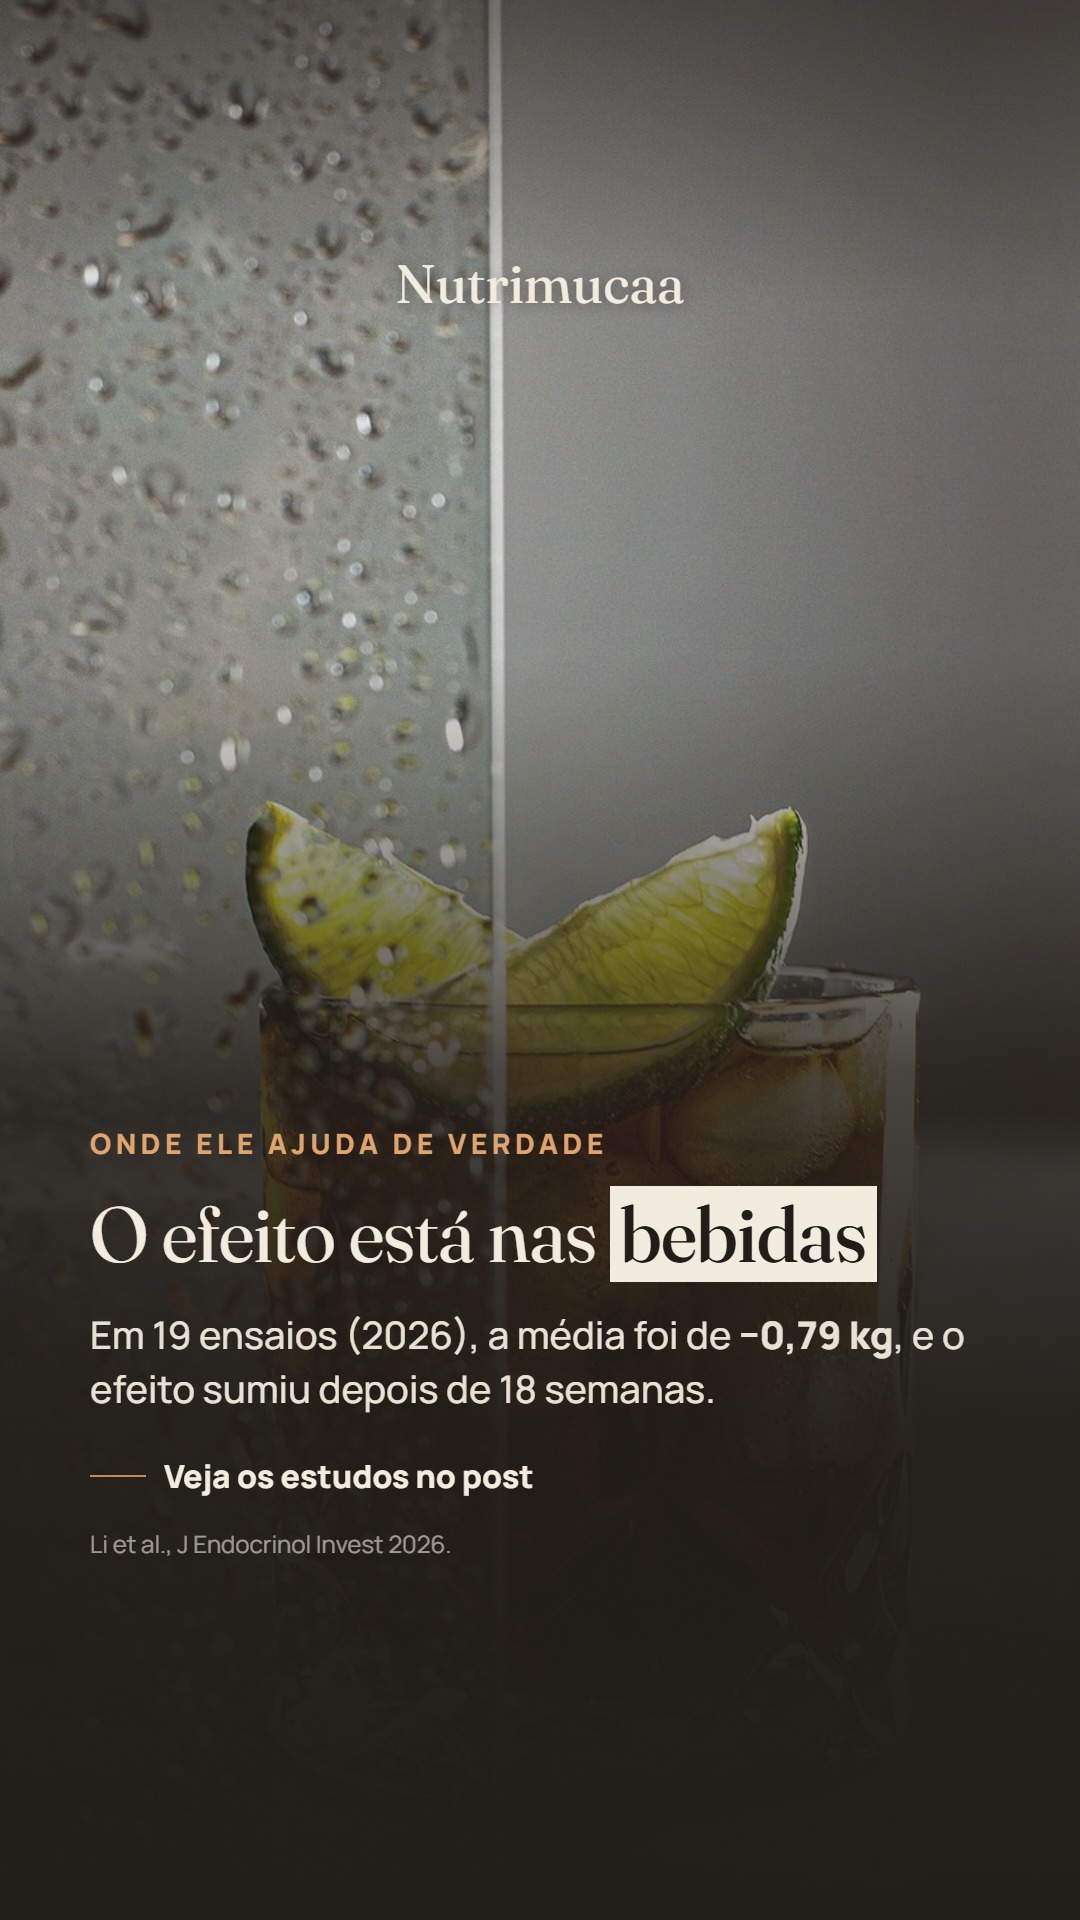 Nutrimucaa
ONDE ELE AJUDA DE VERDADE
O efeito está nas bebidas
Em 19 ensaios (2026), a média foi de −0,79 kg, e o
efeito sumiu depois de 18 semanas.
Veja os estudos no post
Li et al., J Endocrinol Invest 2026.